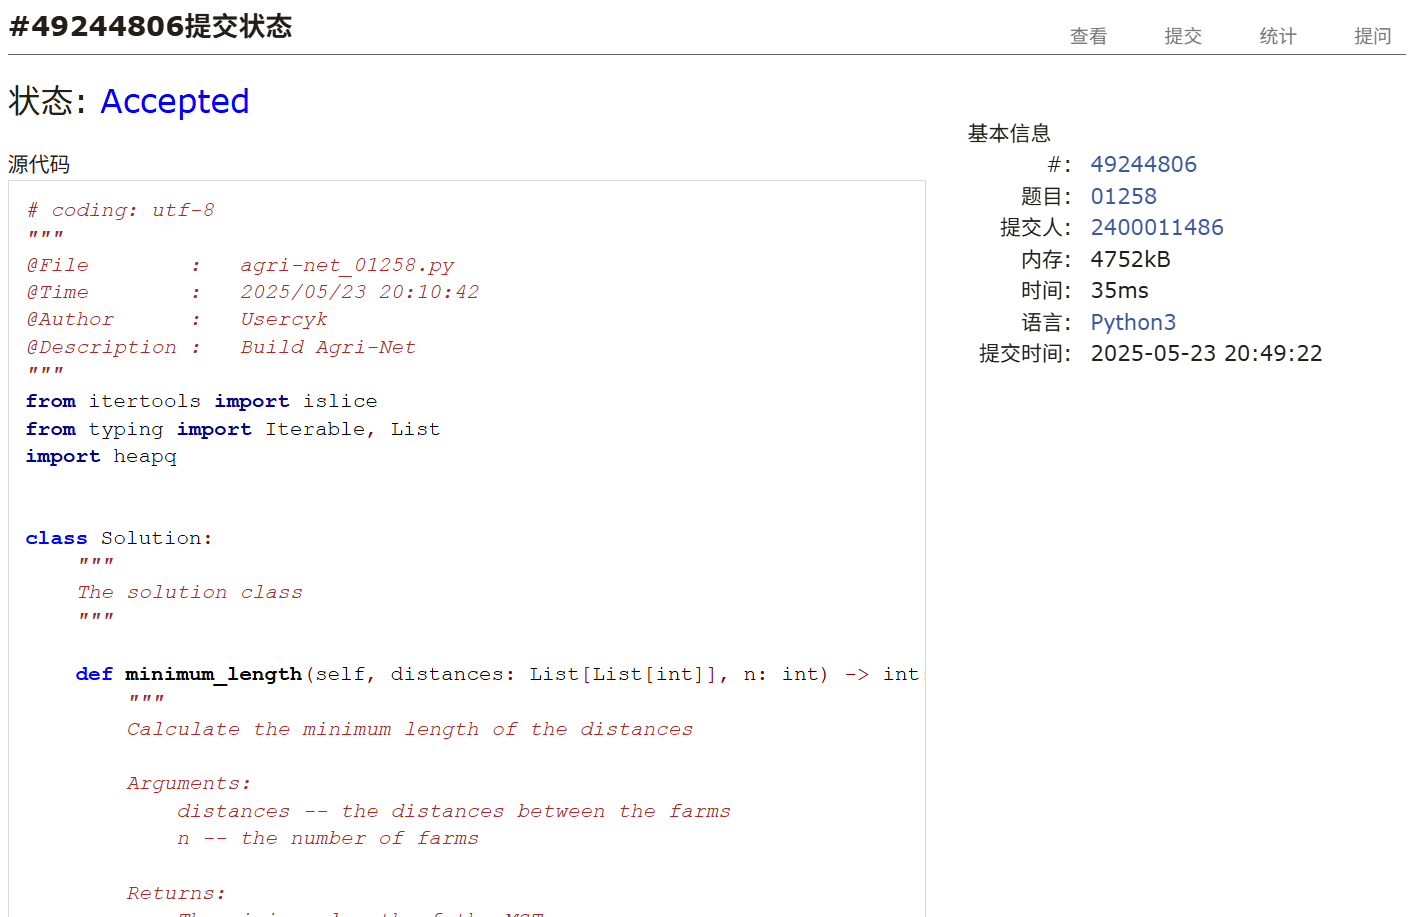 #49244806提交状态
查看 提交 统计 提问
状态: Accepted
源代码
# coding: utf-8
"""
@File        :   agri-net_01258.py
@Time        :   2025/05/23 20:10:42
@Author      :   Usercyk
@Description :   Build Agri-Net
"""
from itertools import islice
from typing import Iterable, List
import heapq
class Solution:
    """
    The solution class
    """
    def minimum_length(self, distances: List[List[int]], n: int) -> int:
        """
        Calculate the minimum length of the distances
        Arguments:
            distances -- the distances between the farms
            n -- the number of farms
        Returns:
基本信息
#: 49244806
题目: 01258
提交人: 2400011486
内存: 4752kB
时间: 35ms
语言: Python3
提交时间: 2025-05-23 20:49:22